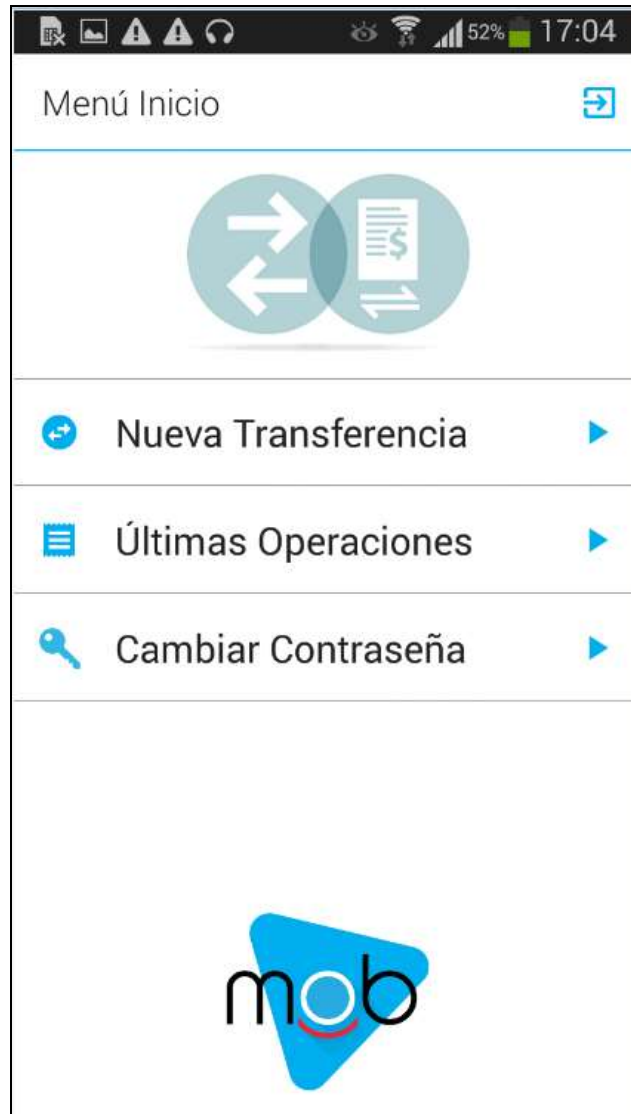 52% 17:04
Menú Inicio
$
Nueva Transferencia
Últimas Operaciones
Cambiar Contraseña
mob